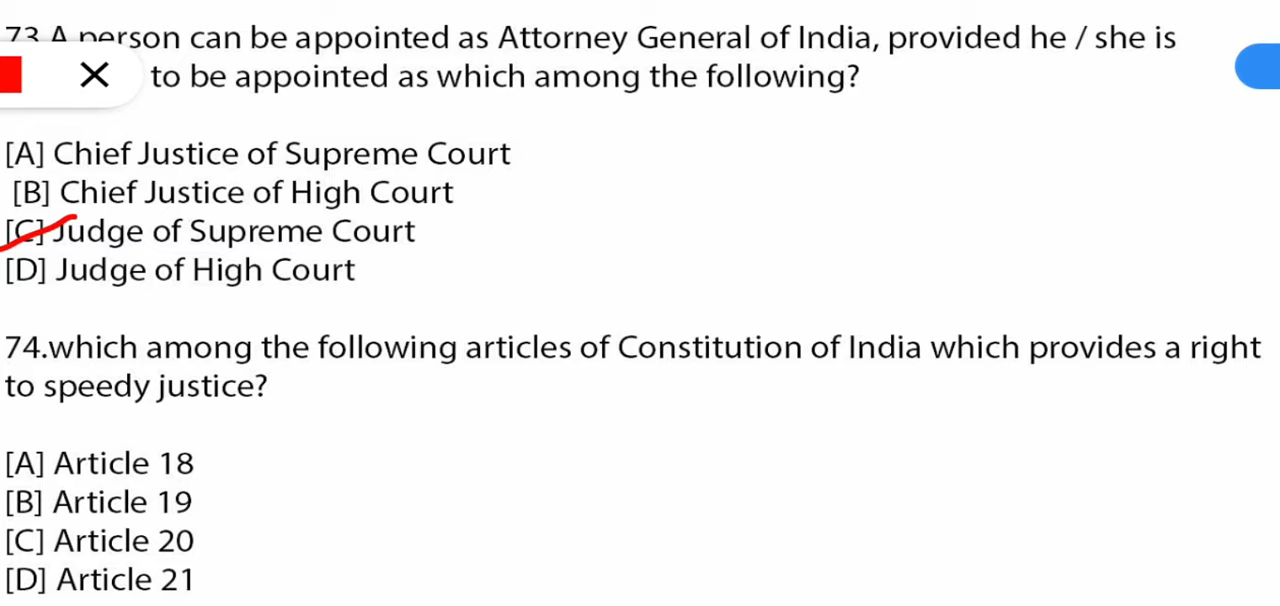 73.A person can be appointed as Attorney General of India, provided he / she is
to be appointed as which among the following?
[A] Chief Justice of Supreme Court
[B] Chief Justice of High Court
[C] Judge of Supreme Court
[D] Judge of High Court
74.which among the following articles of Constitution of India which provides a right
to speedy justice?
[A] Article 18
[B] Article 19
[C] Article 20
[D] Article 21